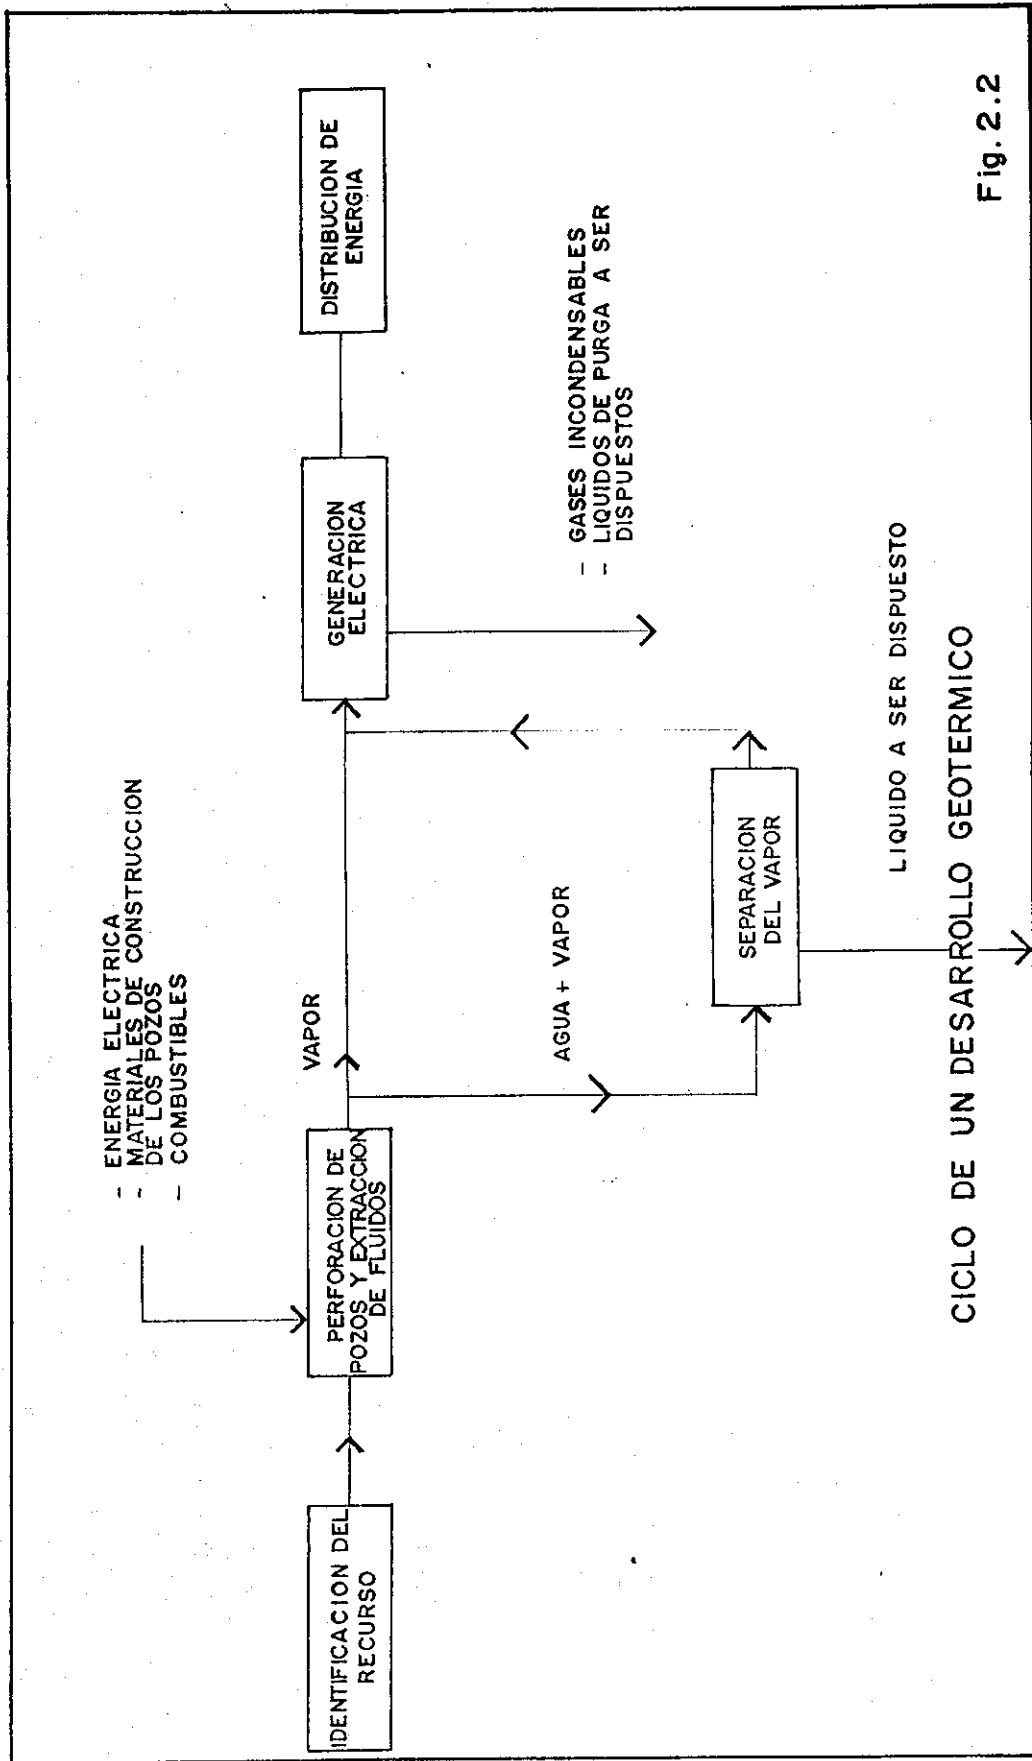 - ENERGIA ELECTRICA
- MATERIALES DE CONSTRUCCION
DE LOS POZOS
- COMBUSTIBLES
IDENTIFICACION DEL
RECURSO
PERFORACION DE
POZOS Y EXTRACCION
DE FLUIDOS
VAPOR
GENERACION
ELECTRICA
DISTRIBUCION DE
ENERGIA
AGUA + VAPOR
- GASES INCONDENSABLES
- LIQUIDOS DE PURGA A SER
DISPUESTOS
SEPARACION
DEL VAPOR
LIQUIDO A SER DISPUESTO
CICLO DE UN DESARROLLO GEOTERMICO
Fig. 2.2